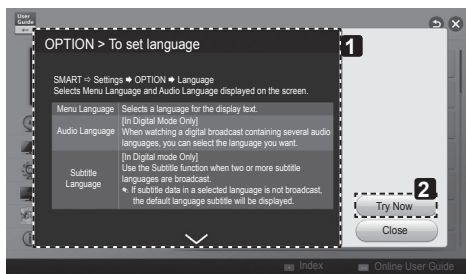 User
Guide
OPTION > To set language
1
SMART ⇨ Settings ➡ OPTION ➡ Language
Selects Menu Language and Audio Language displayed on the screen.
Menu Language Selects a language for the display text.
[In Digital Mode Only]
Audio Language When watching a digital broadcast containing several audio
languages, you can select the language you want.
[In Digital mode Only]
Use the Subtitle function when two or more subtitle
Subtitle languages are broadcast.
Language If subtitle data in a selected language is not broadcast,
the default language subtitle will be displayed.
2
Try Now
Close
Index Online User Guide